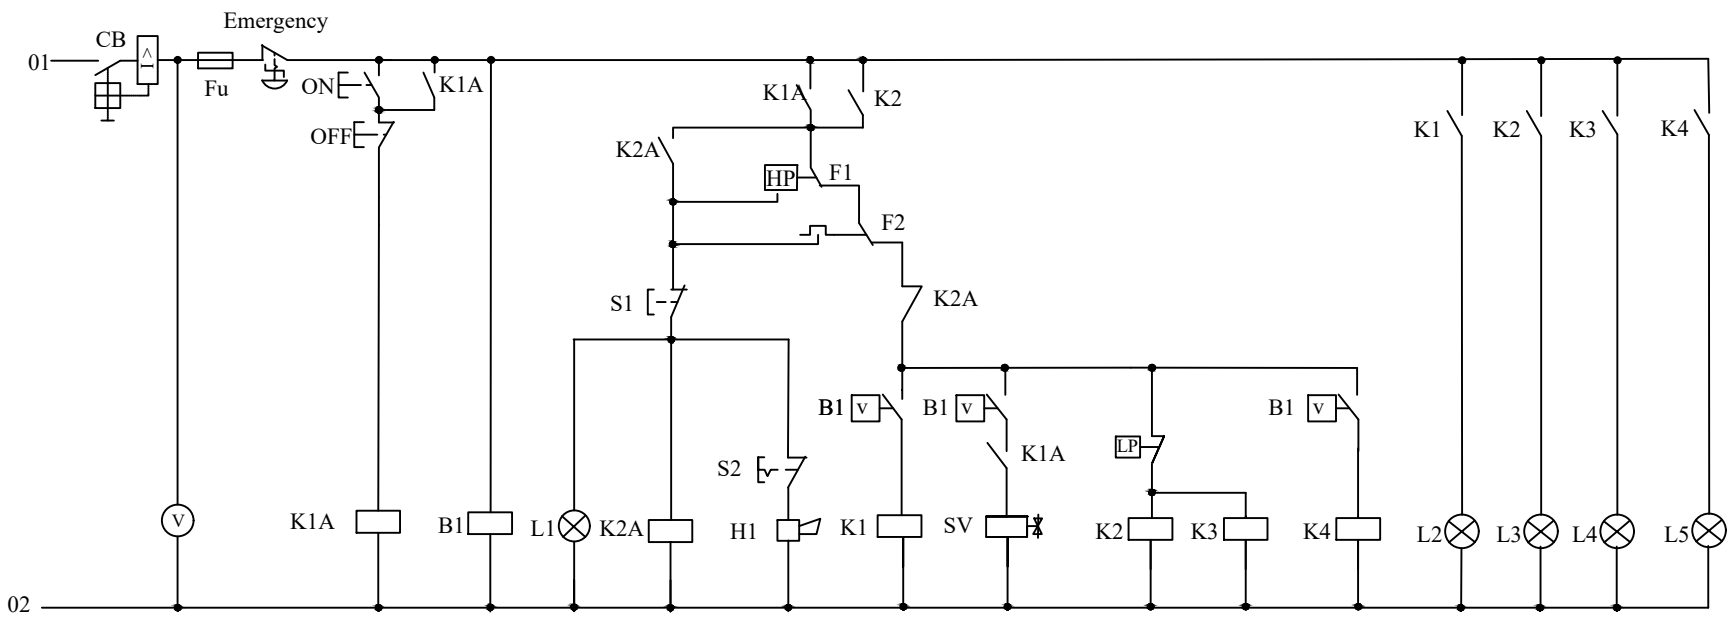 Emergency
CB
01
I>
Fu
ON
K1A
K1A
K2
K1
K2
K3
K4
OFF
K2A
HP
F1
F2
S1
K2A
B1
v
B1
v
B1
v
LP
K1A
S2
V
K1A
B1
L1
K2A
H1
K1
SV
K2
K3
K4
L2
L3
L4
L5
02